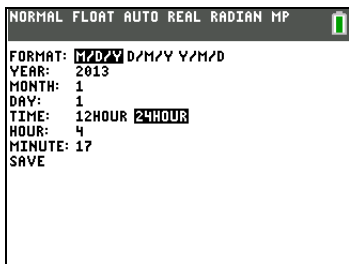 NORMAL FLOAT AUTO REAL RADIAN MP
FORMAT: M/D/Y D/M/Y Y/M/D
YEAR: 2013
MONTH: 1
DAY: 1
TIME: 12HOUR 24HOUR
HOUR: 4
MINUTE: 17
SAVE